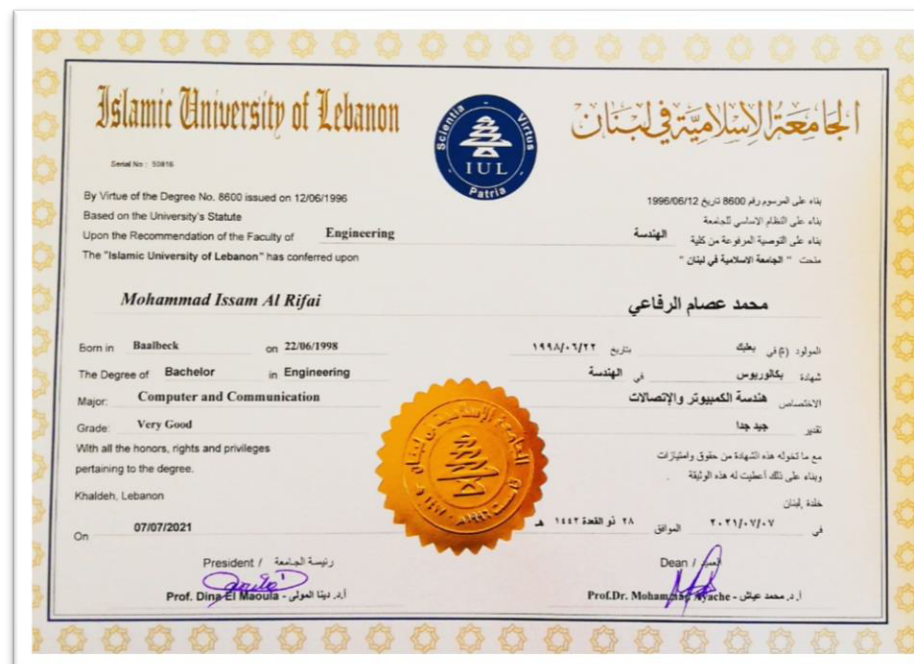 Islamic University of Lebanon
الجامعة الإسلامية في لبنان
Scientia - Virtus
IUL
Patria
Serial No : 50816
By Virtue of the Degree No. 8600 issued on 12/06/1996
بناء على المرسوم رقم 8600 تاريخ 1996/06/12
Based on the University's Statute
بناء على النظام الاساسي للجامعة
Upon the Recommendation of the Faculty of Engineering
بناء على التوصية المرفوعة من كلية الهندسة
The "Islamic University of Lebanon" has conferred upon
منحت " الجامعة الاسلامية في لبنان "
Mohammad Issam Al Rifai
محمد عصام الرفاعي
Born in Baalbeck on 22/06/1998
المولود (ة) في بعلبك بتاريخ ١٩٩٨/٠٦/٢٢
The Degree of Bachelor in Engineering
شهادة بكالوريوس في الهندسة
Major: Computer and Communication
الاختصاص هندسة الكمبيوتر والإتصالات
Grade: Very Good
تقدير جيد جدا
With all the honors, rights and privileges
مع ما تخوله هذه الشهادة من حقوق وامتيازات
pertaining to the degree.
وبناء على ذلك أعطيت له هذه الوثيقة .
Khaldeh, Lebanon
خلدة ,لبنان
On 07/07/2021
في ٢٠٢١/٠٧/٠٧ الموافق ٢٨ ذو القعدة ١٤٤٢ هـ
الجامعة الإسلامية في لبنان
President / رئيسة الجامعة
Dean / العميد
Prof. Dina El Maoula - أ.د. دينا المولى
Prof.Dr. Mohammad Ayache - أ.د. محمد عياش